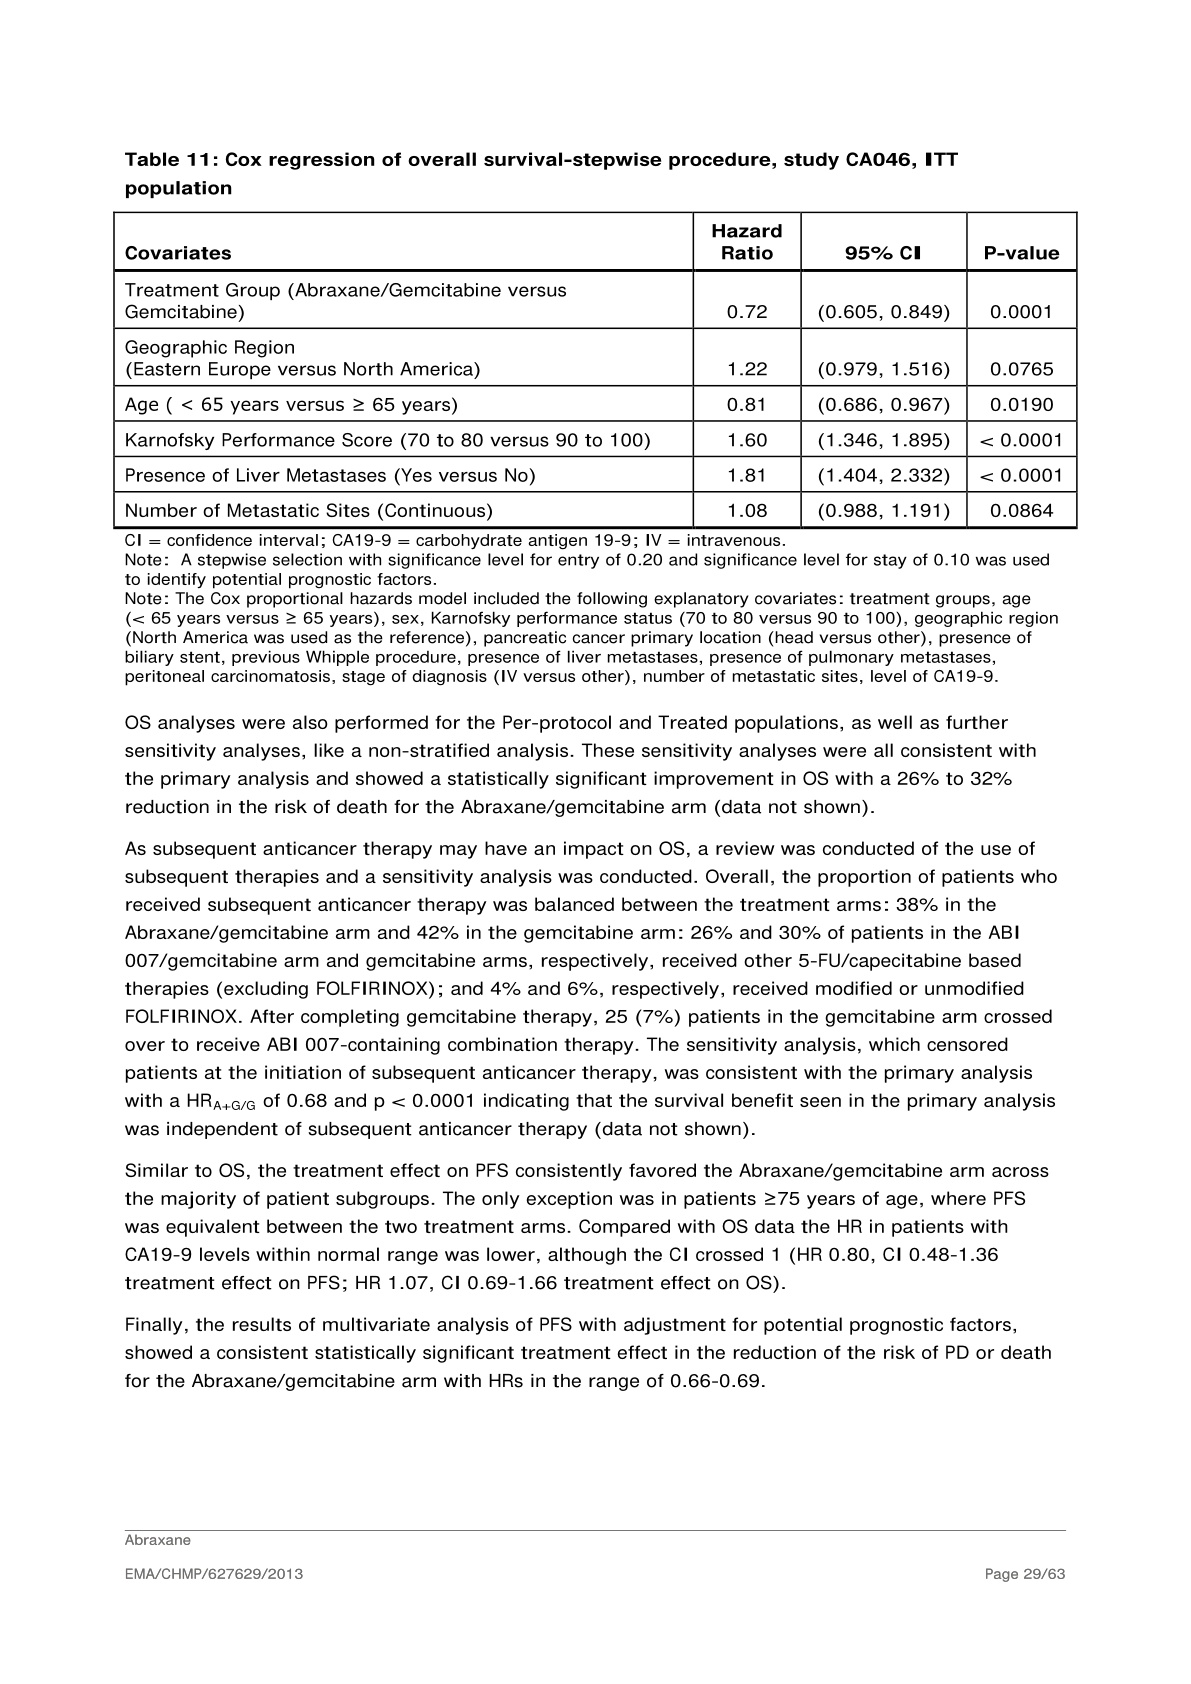 Table 11: Cox regression of overall survival-stepwise procedure, study CA046, ITT
population
Covariates
Hazard
Ratio
95% CI
P-value
Treatment Group (Abraxane/Gemcitabine versus
Gemcitabine)
0.72
(0.605, 0.849)
0.0001
Geographic Region
(Eastern Europe versus North America)
1.22
(0.979, 1.516)
0.0765
Age ( < 65 years versus ≥ 65 years)
0.81
(0.686, 0.967)
0.0190
Karnofsky Performance Score (70 to 80 versus 90 to 100)
1.60
(1.346, 1.895)
< 0.0001
Presence of Liver Metastases (Yes versus No)
1.81
(1.404, 2.332)
< 0.0001
Number of Metastatic Sites (Continuous)
1.08
(0.988, 1.191)
0.0864
CI = confidence interval; CA19-9 = carbohydrate antigen 19-9; IV = intravenous.
Note: A stepwise selection with significance level for entry of 0.20 and significance level for stay of 0.10 was used
to identify potential prognostic factors.
Note: The Cox proportional hazards model included the following explanatory covariates: treatment groups, age
(< 65 years versus ≥ 65 years), sex, Karnofsky performance status (70 to 80 versus 90 to 100), geographic region
(North America was used as the reference), pancreatic cancer primary location (head versus other), presence of
biliary stent, previous Whipple procedure, presence of liver metastases, presence of pulmonary metastases,
peritoneal carcinomatosis, stage of diagnosis (IV versus other), number of metastatic sites, level of CA19-9.
OS analyses were also performed for the Per-protocol and Treated populations, as well as further
sensitivity analyses, like a non-stratified analysis. These sensitivity analyses were all consistent with
the primary analysis and showed a statistically significant improvement in OS with a 26% to 32%
reduction in the risk of death for the Abraxane/gemcitabine arm (data not shown).
As subsequent anticancer therapy may have an impact on OS, a review was conducted of the use of
subsequent therapies and a sensitivity analysis was conducted. Overall, the proportion of patients who
received subsequent anticancer therapy was balanced between the treatment arms: 38% in the
Abraxane/gemcitabine arm and 42% in the gemcitabine arm: 26% and 30% of patients in the ABI
007/gemcitabine arm and gemcitabine arms, respectively, received other 5-FU/capecitabine based
therapies (excluding FOLFIRINOX); and 4% and 6%, respectively, received modified or unmodified
FOLFIRINOX. After completing gemcitabine therapy, 25 (7%) patients in the gemcitabine arm crossed
over to receive ABI 007-containing combination therapy. The sensitivity analysis, which censored
patients at the initiation of subsequent anticancer therapy, was consistent with the primary analysis
with a HRA+G/G of 0.68 and p < 0.0001 indicating that the survival benefit seen in the primary analysis
was independent of subsequent anticancer therapy (data not shown).
Similar to OS, the treatment effect on PFS consistently favored the Abraxane/gemcitabine arm across
the majority of patient subgroups. The only exception was in patients ≥75 years of age, where PFS
was equivalent between the two treatment arms. Compared with OS data the HR in patients with
CA19-9 levels within normal range was lower, although the CI crossed 1 (HR 0.80, CI 0.48-1.36
treatment effect on PFS; HR 1.07, CI 0.69-1.66 treatment effect on OS).
Finally, the results of multivariate analysis of PFS with adjustment for potential prognostic factors,
showed a consistent statistically significant treatment effect in the reduction of the risk of PD or death
for the Abraxane/gemcitabine arm with HRs in the range of 0.66-0.69.
Abraxane
EMA/CHMP/627629/2013
Page 29/63